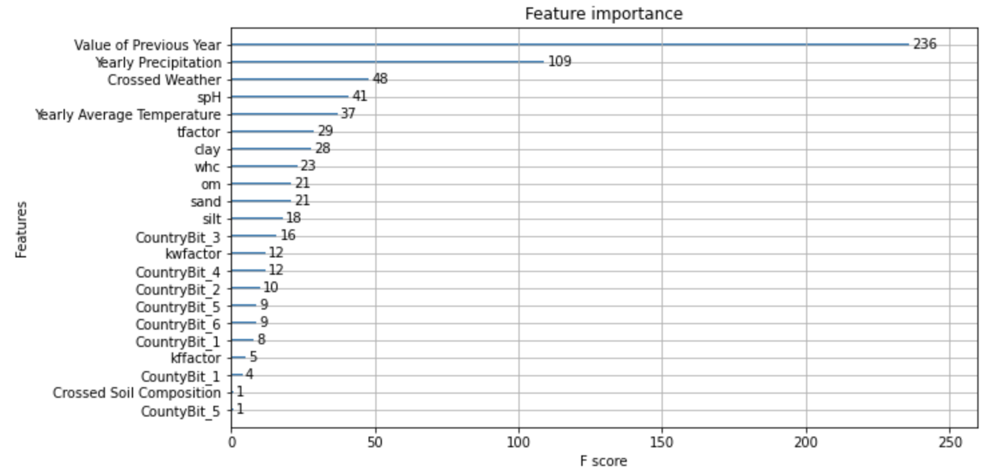 Feature importance
Value of Previous Year 236
Yearly Precipitation 109
Crossed Weather 48
spH 41
Yearly Average Temperature 37
tfactor 29
clay 28
whc 23
om 21
sand 21
silt 18
CountryBit_3 16
kwfactor 12
CountryBit_4 12
CountryBit_2 10
CountryBit_5 9
CountryBit_6 9
CountryBit_1 8
kffactor 5
CountyBit_1 4
Crossed Soil Composition 1
CountyBit_5 1
Features
0 50 100 150 200 250
F score